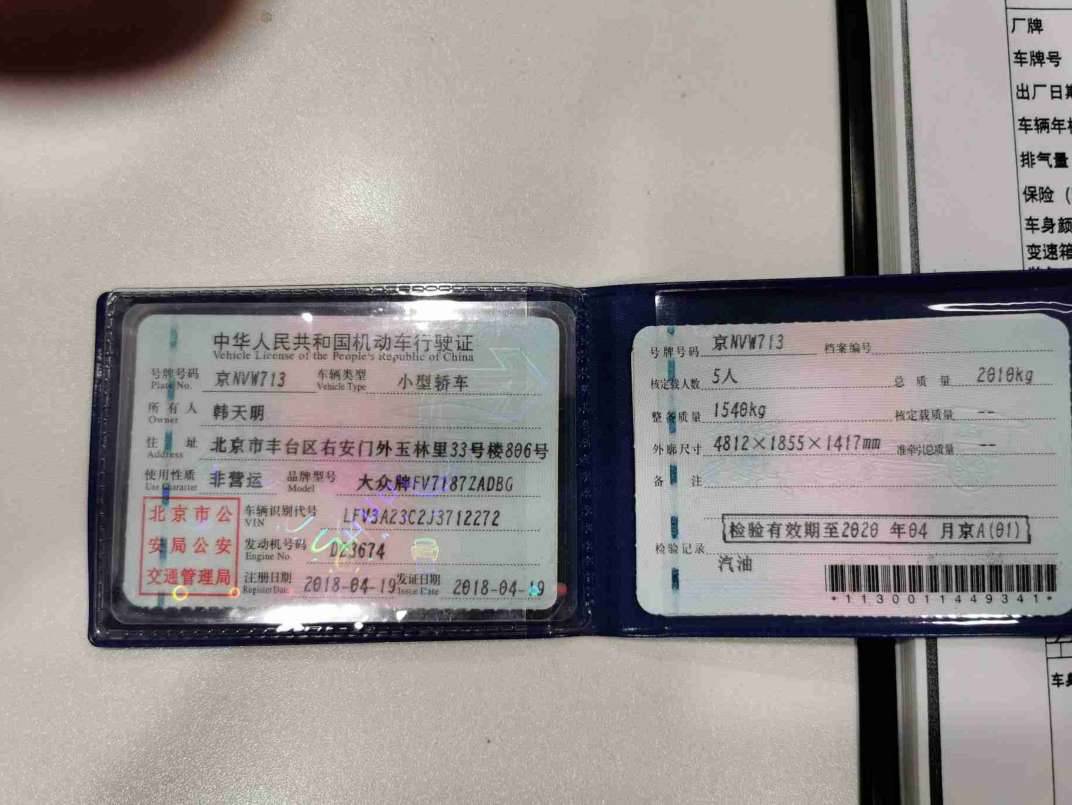 中华人民共和国机动车行驶证
Vehicle License of the People's Republic of China
号牌号码 京NVW713 车辆类型 小型轿车
Plate No. Vehicle Type
所有人 韩天明
Owner
住址 北京市丰台区右安门外玉林里33号楼806号
Address
使用性质 非营运 品牌型号 大众牌FV7187ZADBG
Use Character Model
北京市公
安局公安
交通管理局
车辆识别代号 LFV3A23C2J3712272
VIN
发动机号码 D23674
Engine No.
注册日期 2018-04-19 发证日期 2018-04-19
Register Date Issue Date
号牌号码 京NVW713 档案编号
核定载人数 5人 总质量 2010kg
整备质量 1540kg 核定载质量 --
外廓尺寸 4812×1855×1417mm 准牵引总质量 --
备注
检验有效期至2020 年04 月京A(01)
检验记录
汽油
*1130011449341*
厂牌
车牌号
出厂日期
车辆年
排气量
保险
车身颜
变速箱
车身